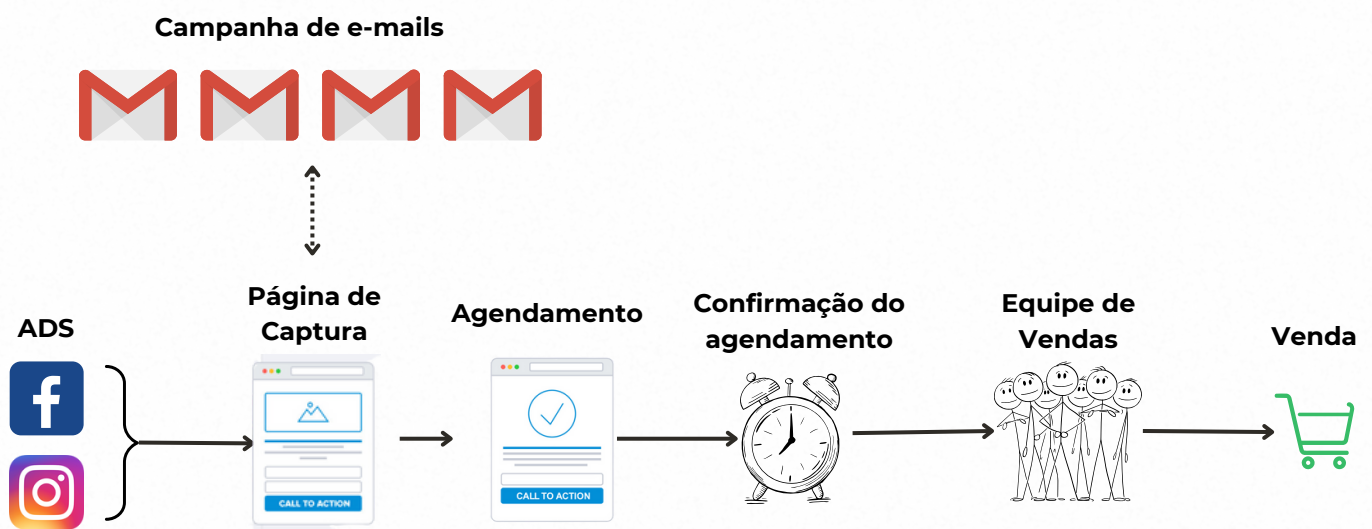 Campanha de e-mails
ADS
Página de
Captura
CALL TO ACTION
Agendamento
CALL TO ACTION
Confirmação do
agendamento
Equipe de
Vendas
Venda